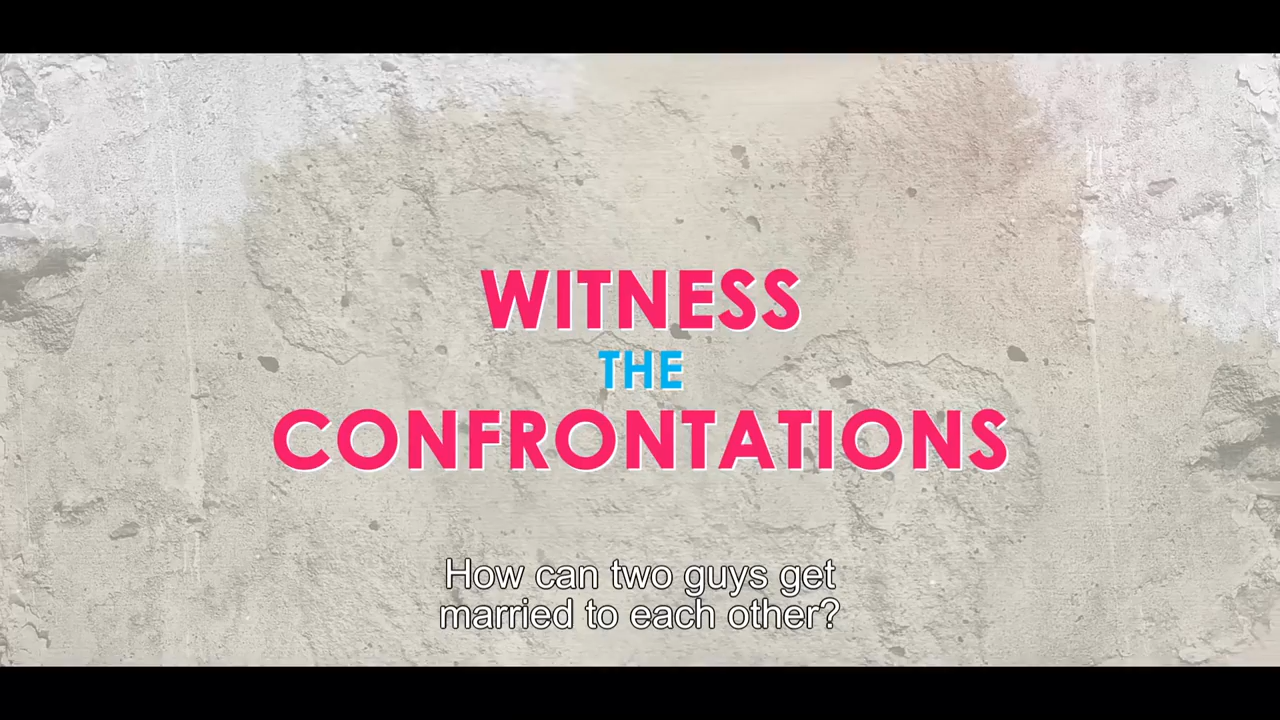 WITNESS
THE
CONFRONTATIONS
How can two guys get
married to each other?